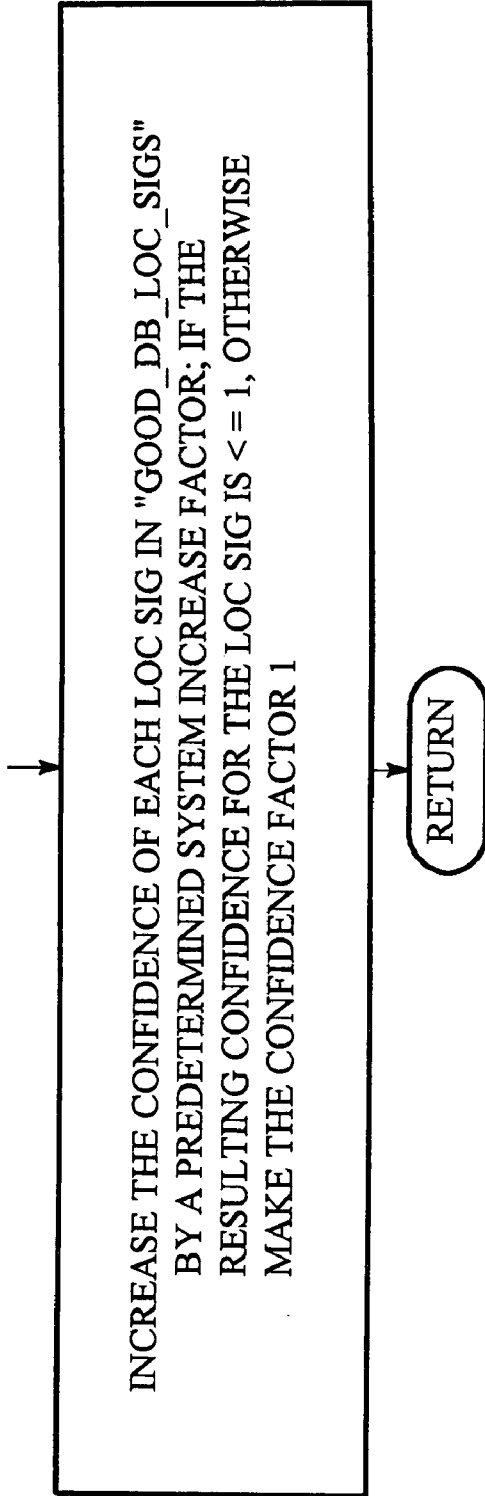 INCREASE THE CONFIDENCE OF EACH LOC SIG IN "GOOD_DB_LOC_SIGS"
BY A PREDETERMINED SYSTEM INCREASE FACTOR; IF THE
RESULTING CONFIDENCE FOR THE LOC SIG IS < = 1, OTHERWISE
MAKE THE CONFIDENCE FACTOR 1
RETURN